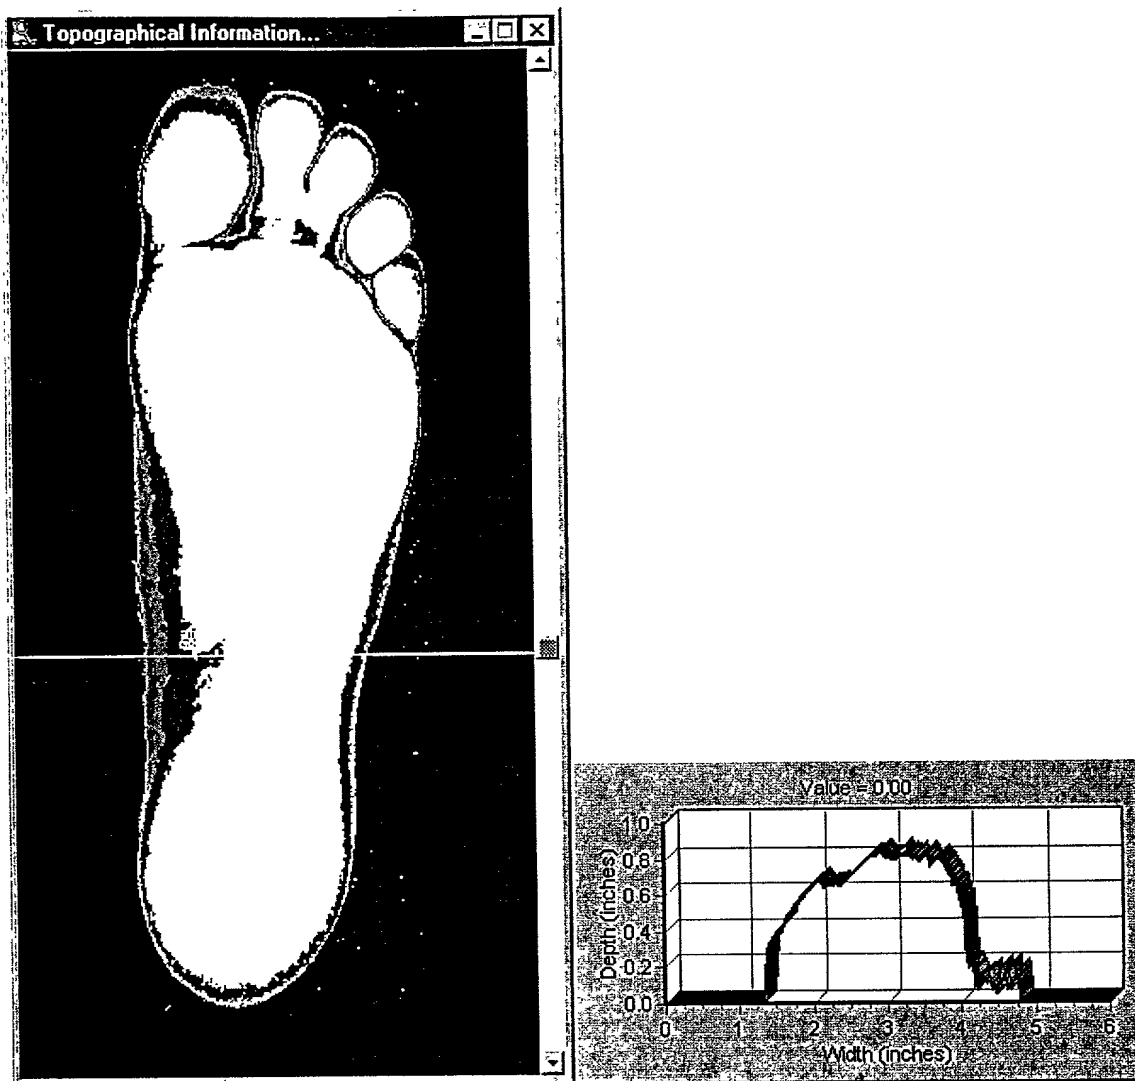 Topographical Information...
Value = 0.00
1.0
0.8
0.6
0.4
0.2
0.0
Depth (inches)
0 1 2 3 4 5 6
Width (inches)